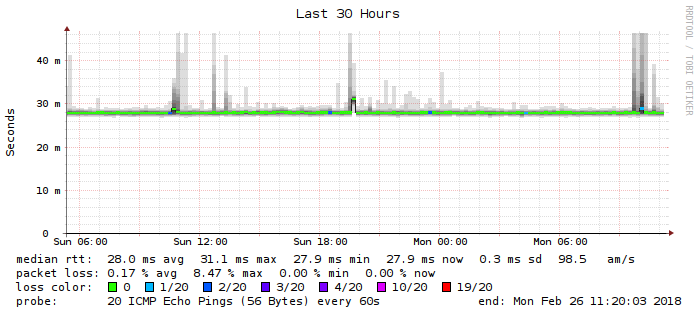 Last 30 Hours
RRDTOOL / TOBI OETIKER
Seconds
40 m
30 m
20 m
10 m
0
Sun 06:00 Sun 12:00 Sun 18:00 Mon 00:00 Mon 06:00
median rtt: 28.0 ms avg 31.1 ms max 27.9 ms min 27.9 ms now 0.3 ms sd 98.5 am/s
packet loss: 0.17 % avg 8.47 % max 0.00 % min 0.00 % now
loss color: 0 1/20 2/20 3/20 4/20 10/20 19/20
probe: 20 ICMP Echo Pings (56 Bytes) every 60s end: Mon Feb 26 11:20:03 2018